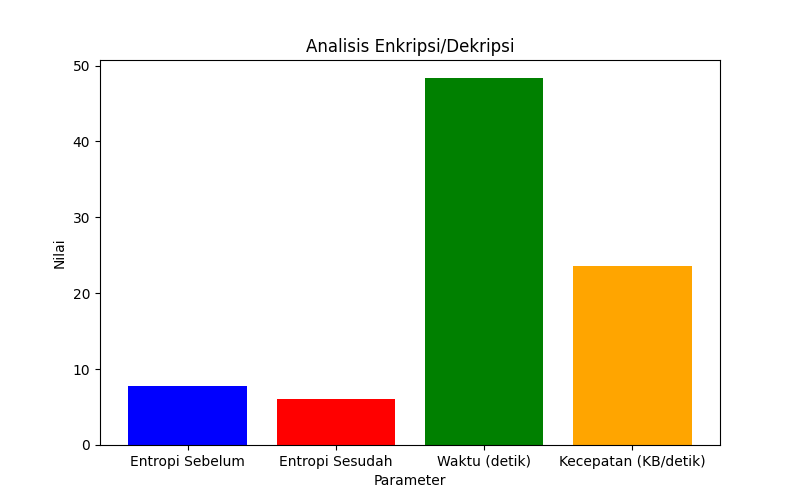 Analisis Enkripsi/Dekripsi
50
40
30
20
10
0
Nilai
Entropi Sebelum
Entropi Sesudah
Waktu (detik)
Kecepatan (KB/detik)
Parameter